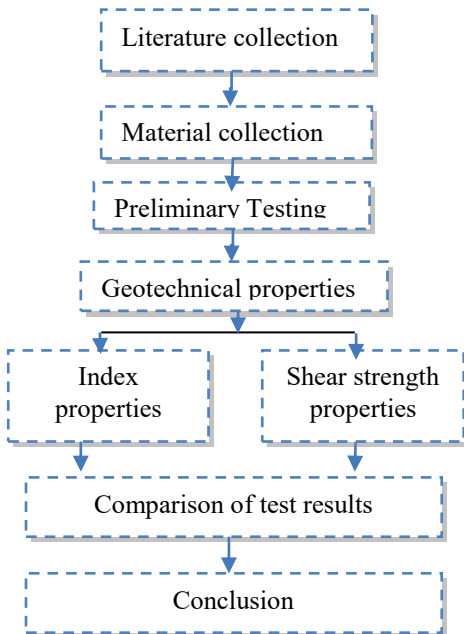 Literature collection
Material collection
Preliminary Testing
Geotechnical properties
Index
properties
Shear strength
properties
Comparison of test results
Conclusion